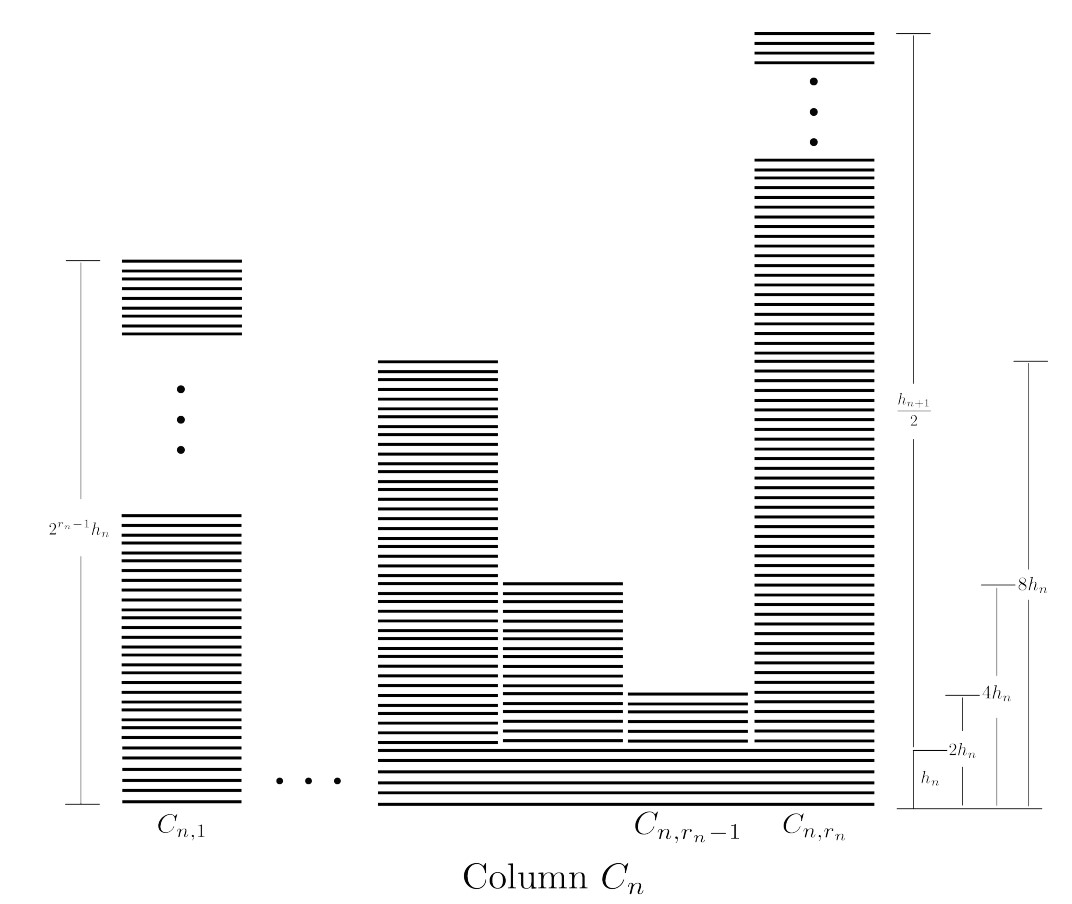 $\frac{h_{n+1}}{2}$
$2^{r_n-1}h_n$
$8h_n$
$4h_n$
$2h_n$
$h_n$
$C_{n,1}$ $C_{n,r_n-1}$ $C_{n,r_n}$
Column $C_n$